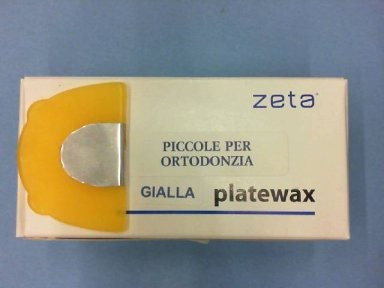 zeta
PICCOLE PER
ORTODONZIA
GIALLA platewax